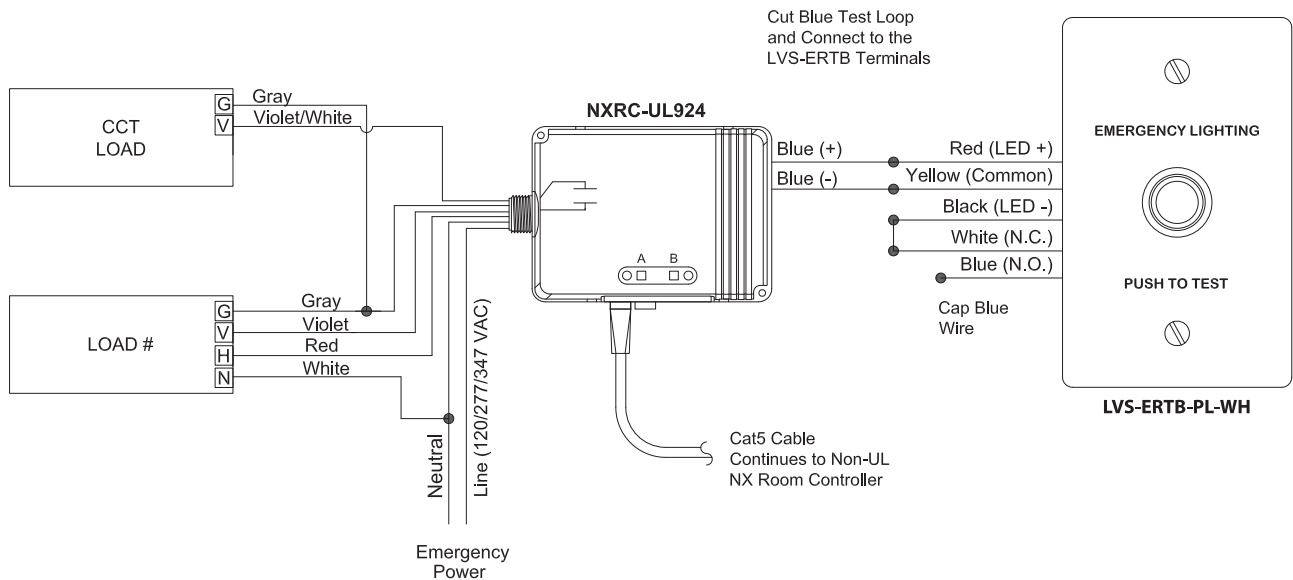 Cut Blue Test Loop
and Connect to the
LVS-ERTB Terminals
CCT
LOAD
G
V
Gray
Violet/White
NXRC-UL924
A B
Blue (+)
Blue (-)
Red (LED +)
Yellow (Common)
Black (LED -)
White (N.C.)
Blue (N.O.)
Cap Blue
Wire
EMERGENCY LIGHTING
PUSH TO TEST
LVS-ERTB-PL-WH
LOAD #
G
V
H
N
Gray
Violet
Red
White
Neutral
Line (120/277/347 VAC)
Emergency
Power
Cat5 Cable
Continues to Non-UL
NX Room Controller